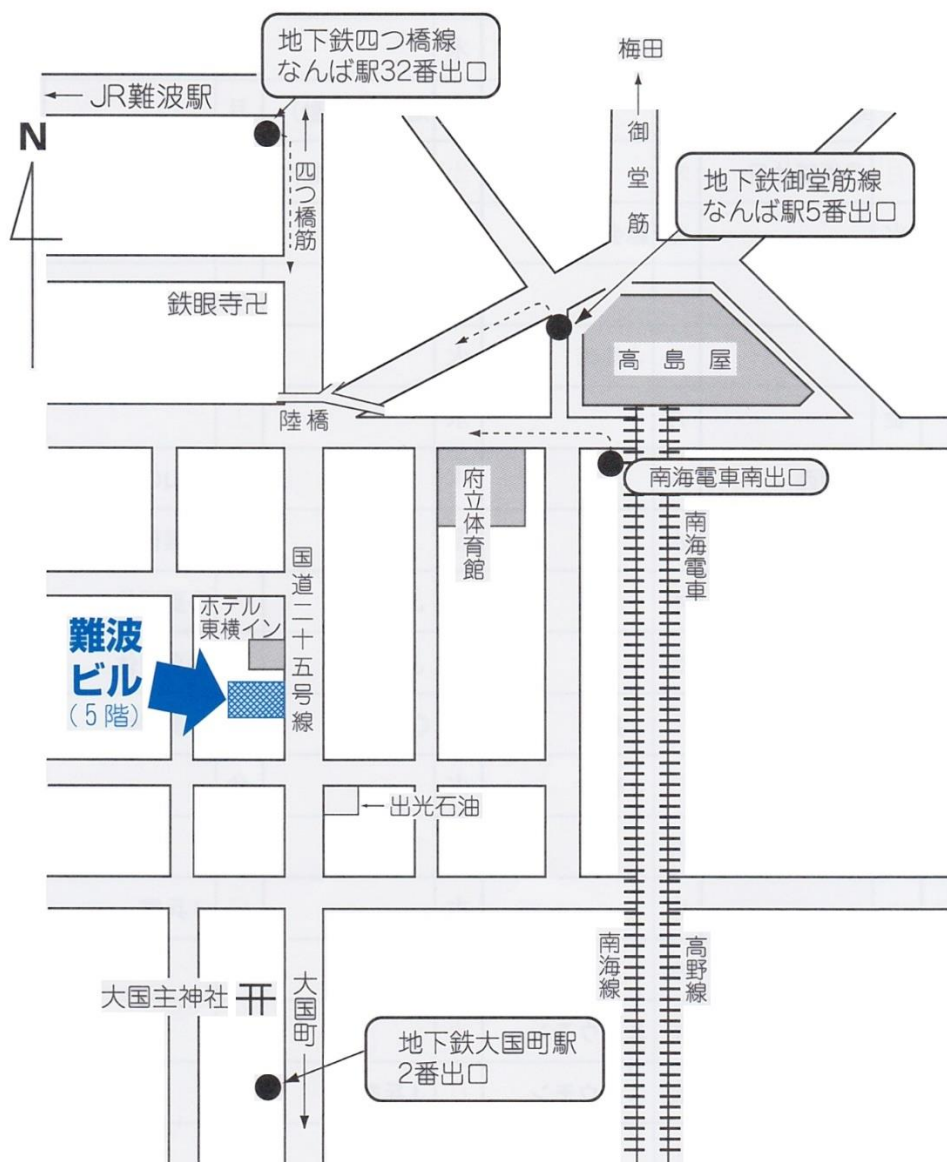 地下鉄四つ橋線
なんば駅32番出口
梅田
←JR難波駅
N
四つ橋筋
御堂筋
地下鉄御堂筋線
なんば駅5番出口
鉄眼寺卍
高島屋
陸橋
府立体育館
南海電車南出口
南海電車
国道二十五号線
ホテル
東横イン
難波
ビル
(5階)
←出光石油
南海線
高野線
大国主神社
大国町
地下鉄大国町駅
2番出口